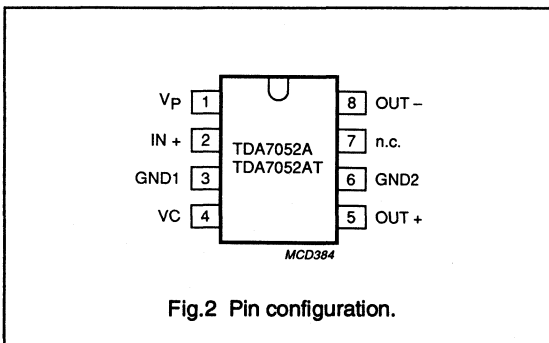 VP 1 8 OUT –
IN + 2 TDA7052A 7 n.c.
GND1 3 TDA7052AT 6 GND2
VC 4 5 OUT +
MCD384
Fig.2 Pin configuration.